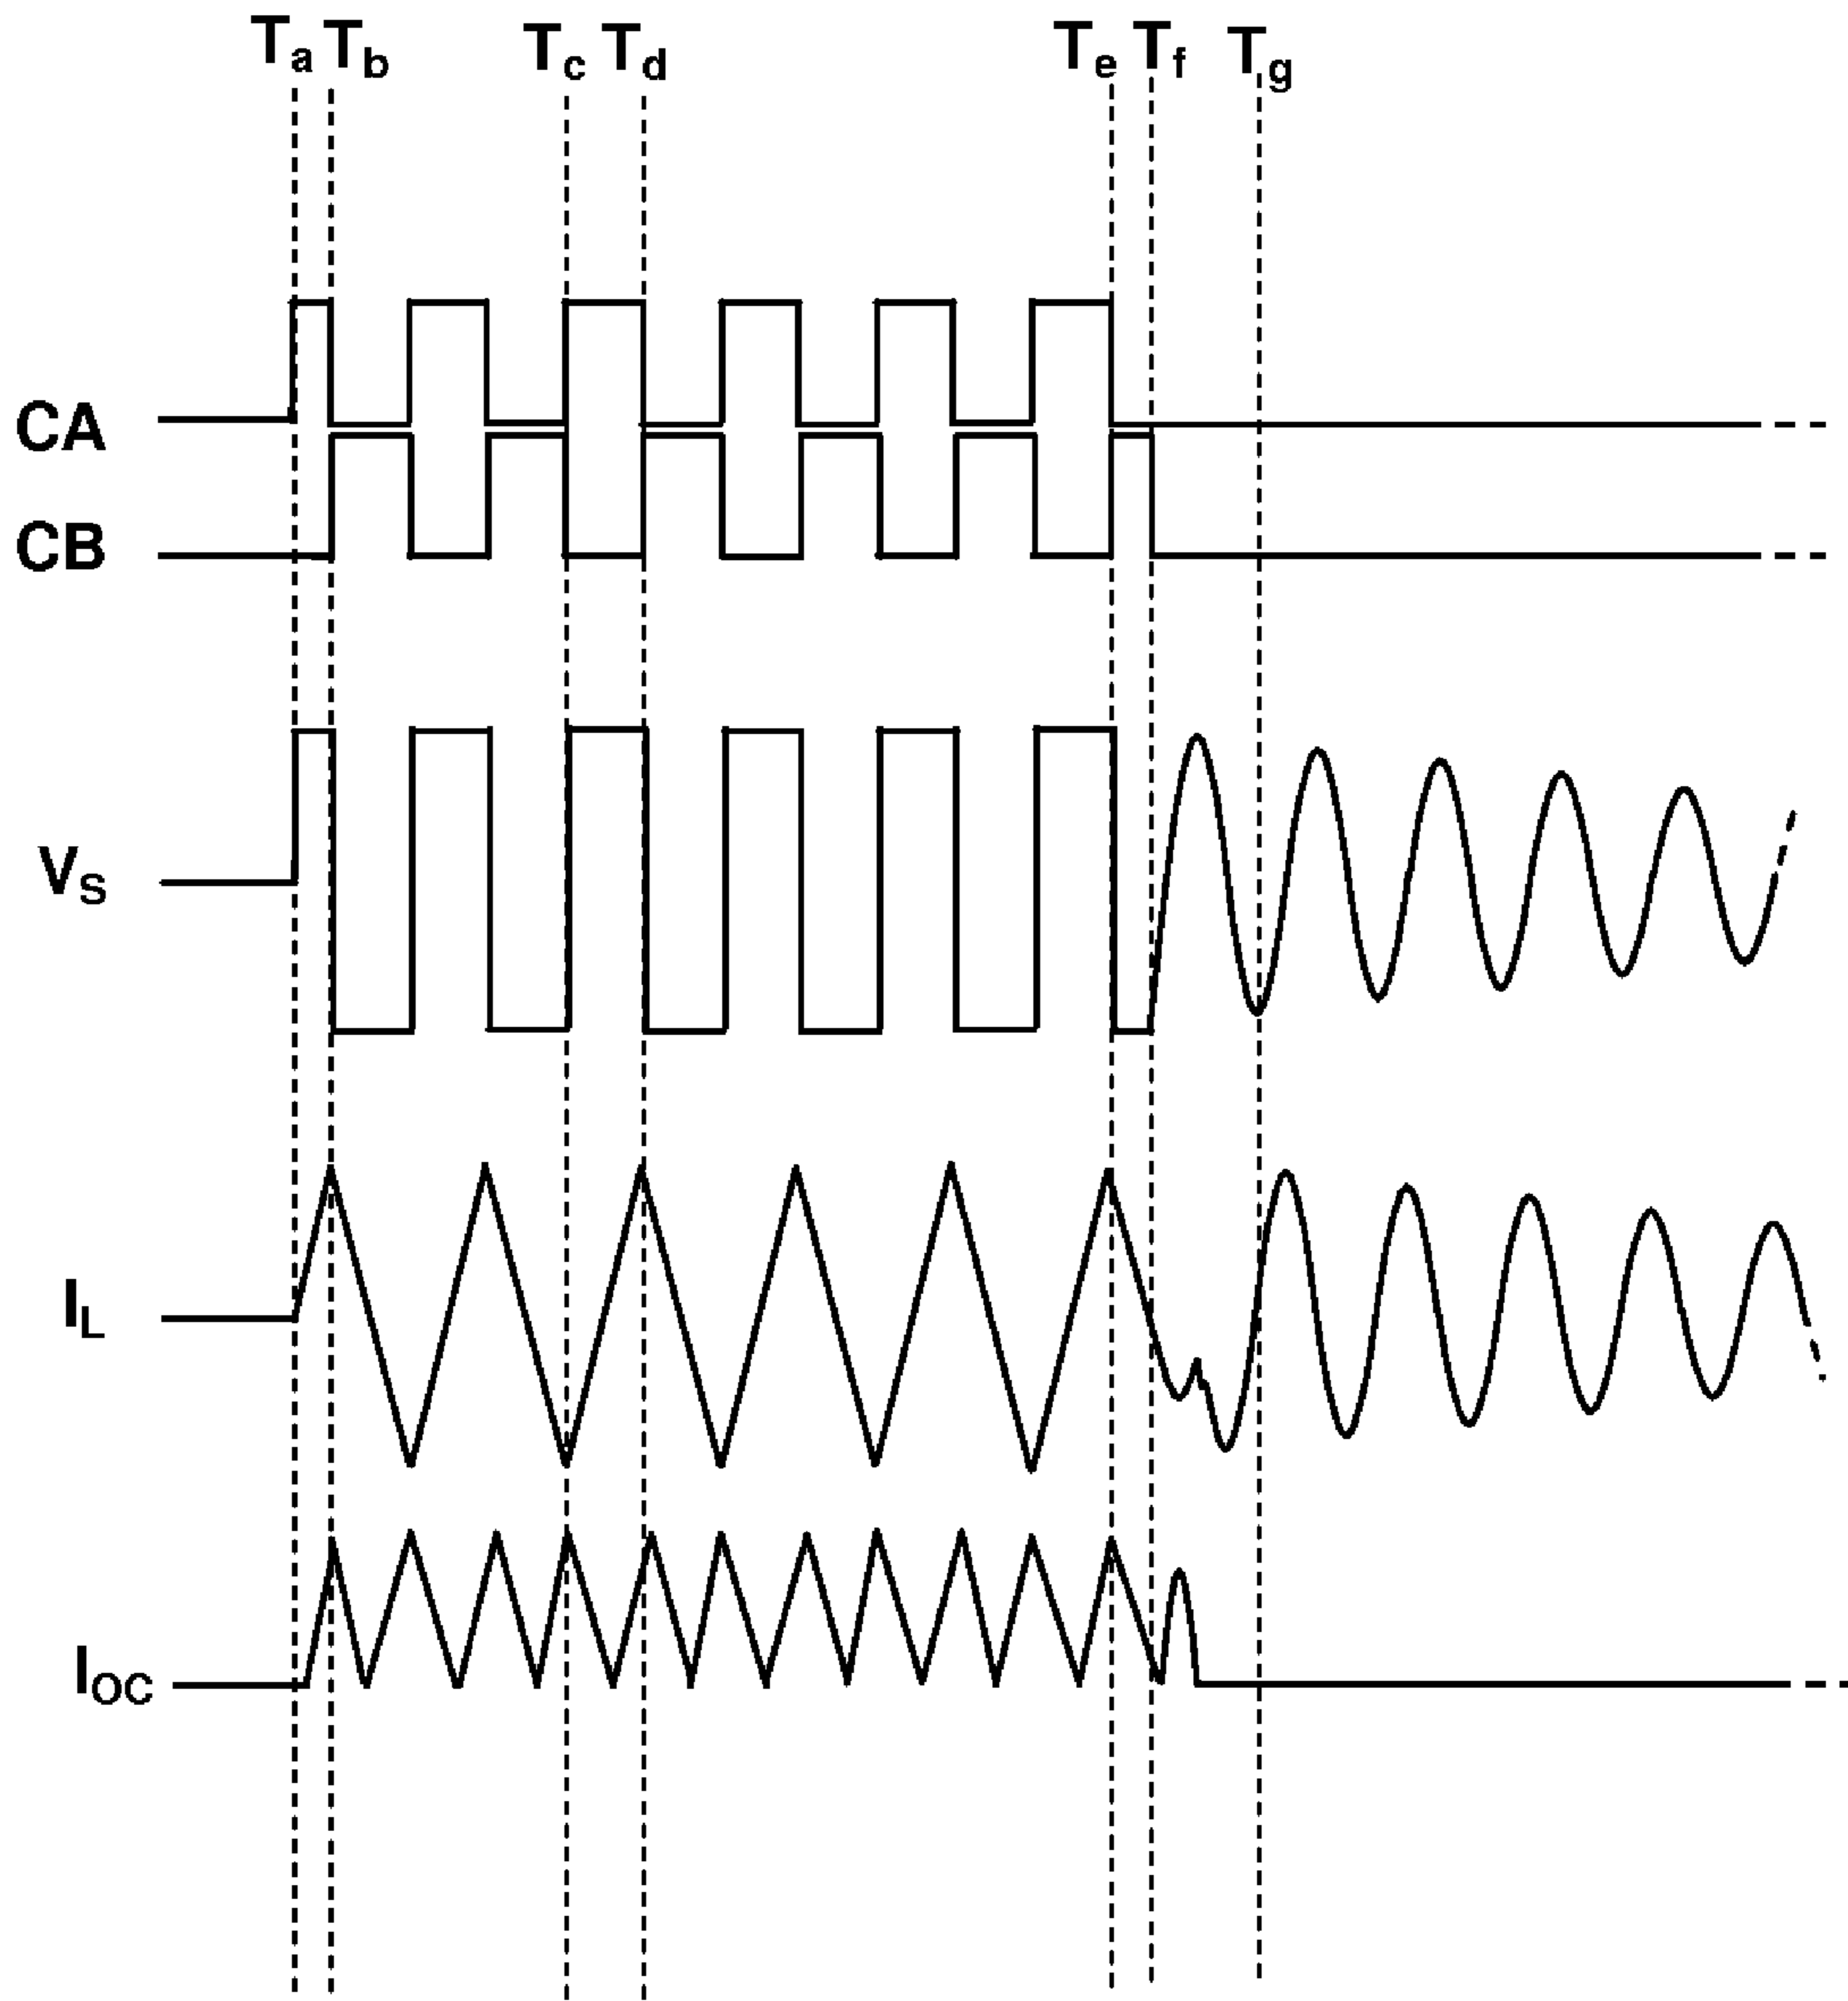 Ta Tb Tc Td Te Tf Tg
CA
CB
VS
IL
IOC